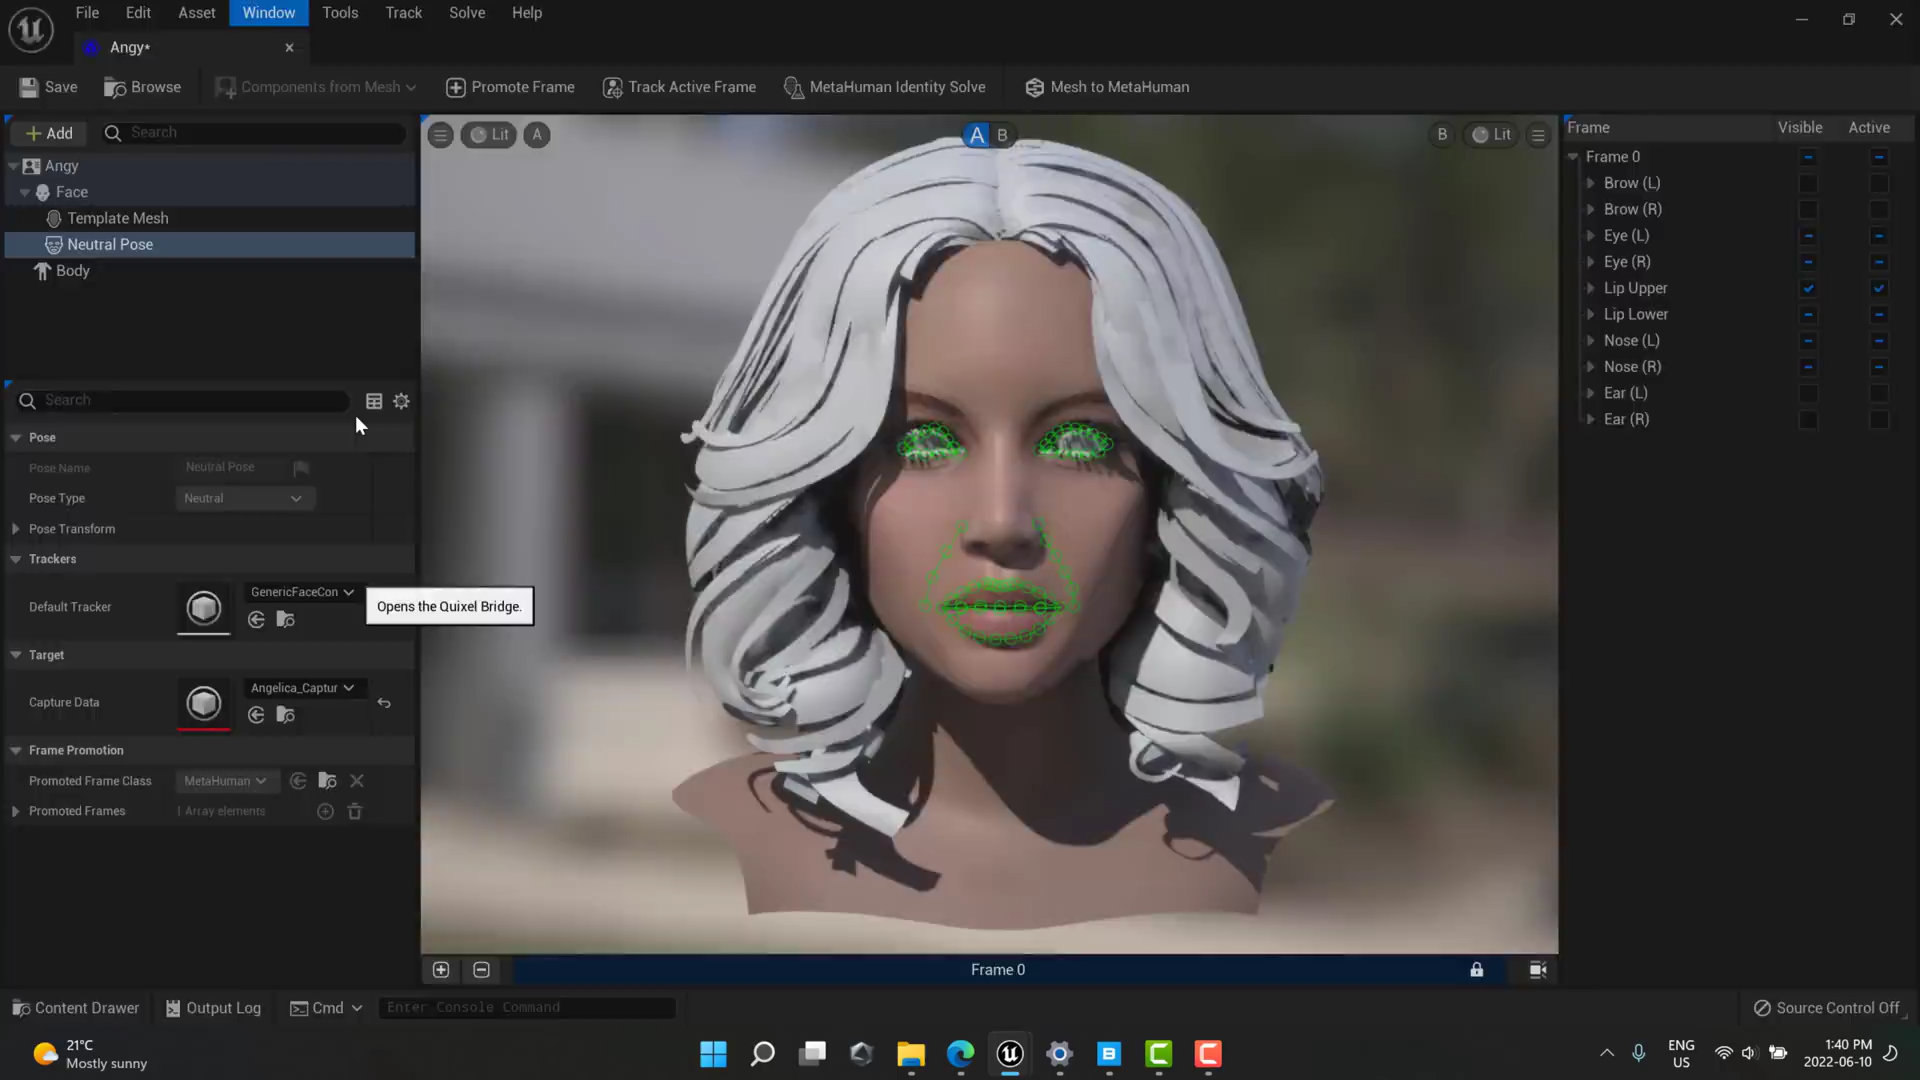 File Edit Asset Window Tools Track Solve Help
Angy*
Save Browse Components from Mesh Promote Frame Track Active Frame MetaHuman Identity Solve Mesh to MetaHuman
Add Search
Angy
Face
Template Mesh
Neutral Pose
Body
Search
Pose
Pose Name Neutral Pose
Pose Type Neutral
Pose Transform
Trackers
Default Tracker GenericFaceCon
Opens the Quixel Bridge.
Target
Capture Data Angelica_Captur
Frame Promotion
Promoted Frame Class MetaHuman
Promoted Frames 1 Array elements
Lit A A B B Lit
Frame 0
Frame Visible Active
Frame 0
Brow (L)
Brow (R)
Eye (L)
Eye (R)
Lip Upper
Lip Lower
Nose (L)
Nose (R)
Ear (L)
Ear (R)
Content Drawer Output Log Cmd Enter Console Command Source Control Off
21°C
Mostly sunny
ENG
US
1:40 PM
2022-06-10